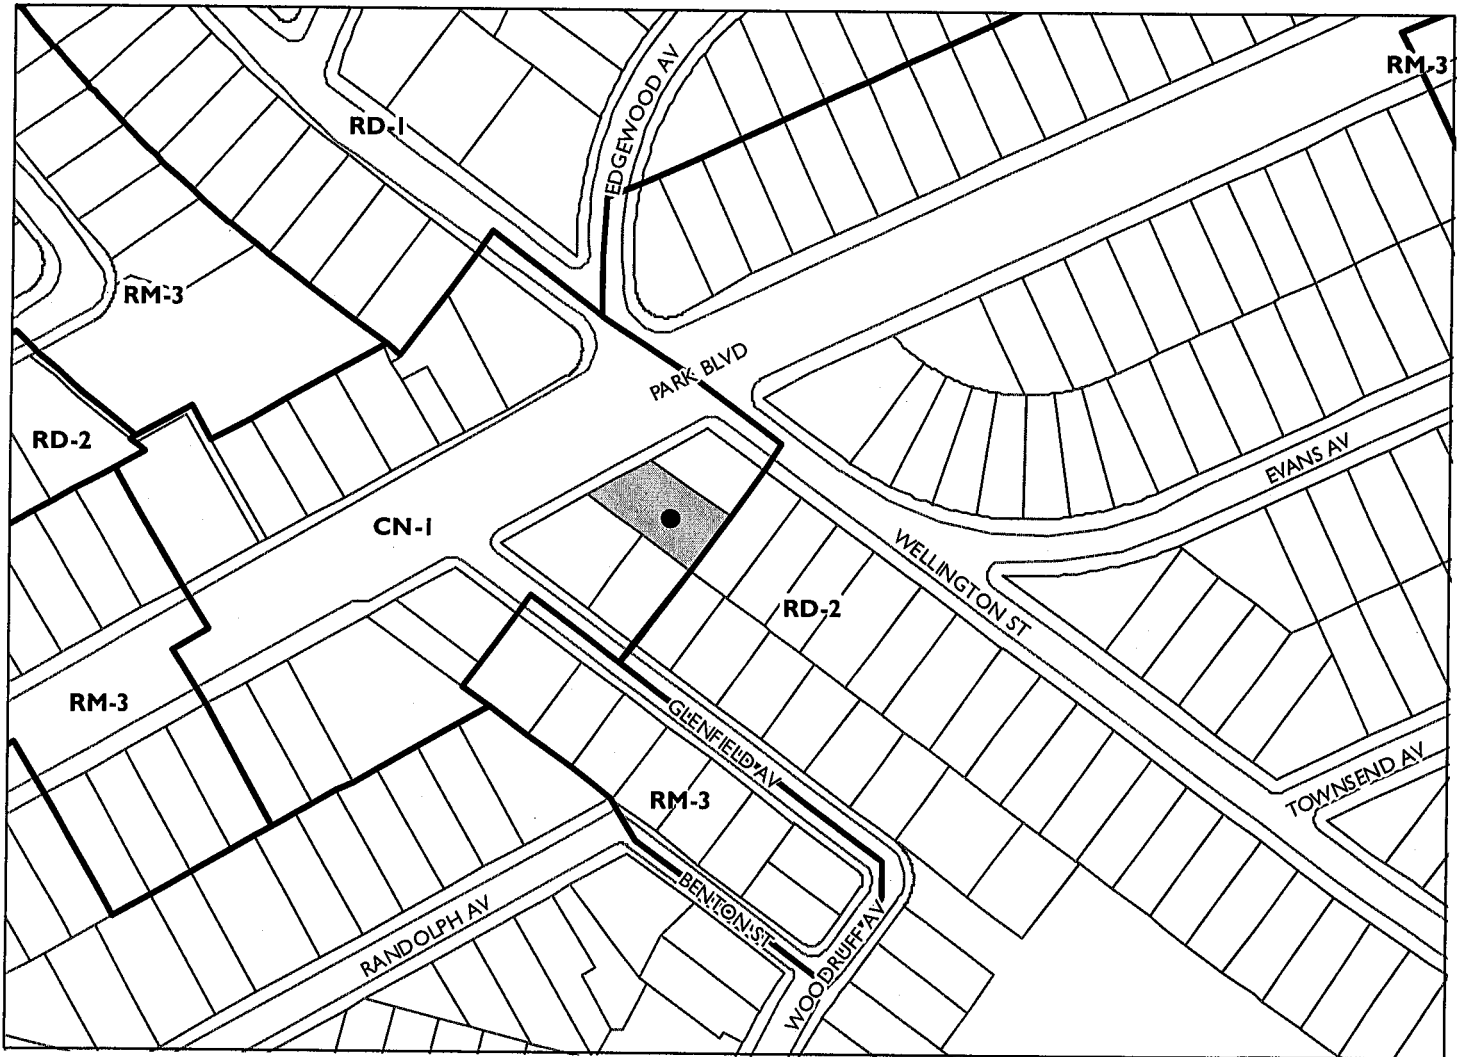 EDGEWOOD AV
RM-3
RD-1
RM-3
PARK BLVD
RD-2
EVANS AV
CN-1
WELLINGTON ST
RD-2
RM-3
GLENFIELD AV
TOWNSEND AV
RM-3
BENTON ST
RANDOLPH AV
WOODRUFF AV